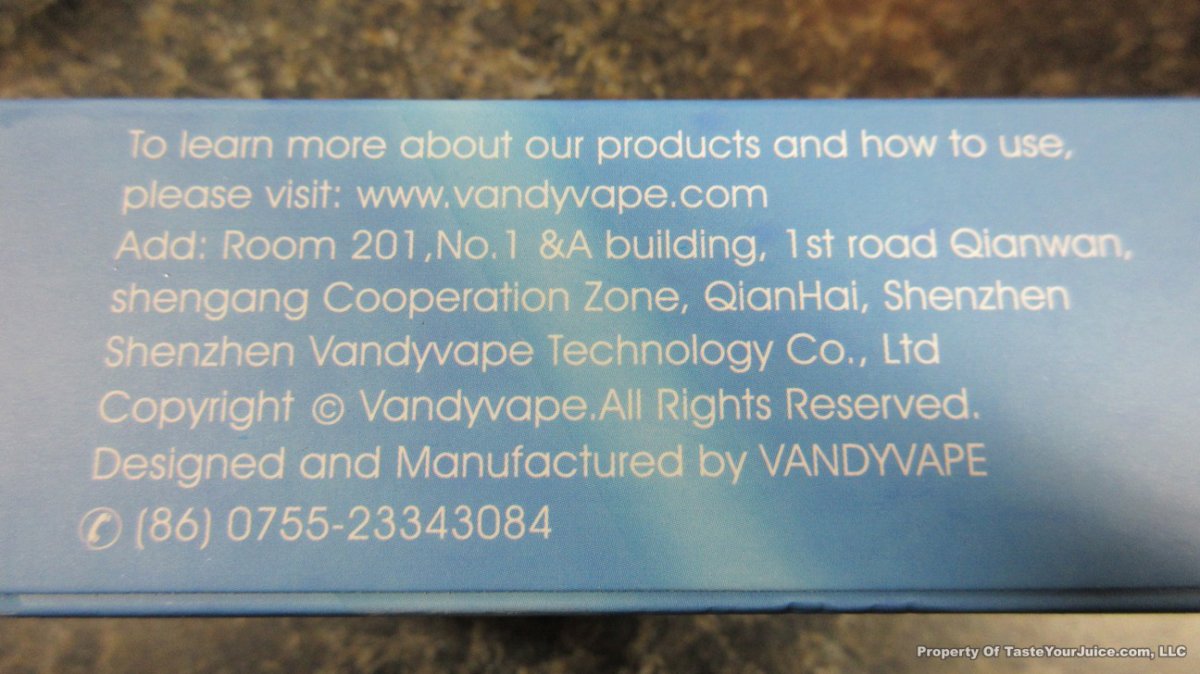 To learn more about our products and how to use,
please visit: www.vandyvape.com
Add: Room 201,No.1 &A building, 1st road Qianwan,
shengang Cooperation Zone, QianHai, Shenzhen
Shenzhen Vandyvape Technology Co., Ltd
Copyright © Vandyvape.All Rights Reserved.
Designed and Manufactured by VANDYVAPE
✆ (86) 0755-23343084
Property Of TasteYourJuice.com, LLC